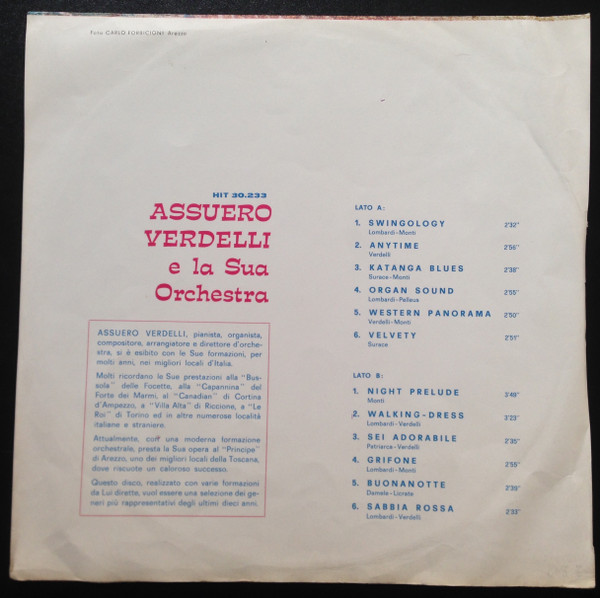 Foto CARLO FORBICIONI Arezzo
HIT 30.233
ASSUERO
VERDELLI
e la Sua
Orchestra
ASSUERO VERDELLI, pianista, organista,
compositore, arrangiatore e direttore d'orche-
stra, si è esibito con le Sue formazioni, per
molti anni, nei migliori locali d'Italia.
Molti ricordano le Sue prestazioni alla "Bus-
sola" delle Focette, alla "Capannina" del
Forte dei Marmi, al "Canadian" di Cortina
d'Ampezzo, a "Villa Alta" di Riccione, a "Le
Roi" di Torino ed in altre numerose località
italiane e straniere.
Attualmente, con una moderna formazione
orchestrale, presta la Sua opera al "Principe"
di Arezzo, uno dei migliori locali della Toscana,
dove riscuote un caloroso successo.
Questo disco, realizzato con varie formazioni
da Lui dirette, vuol essere una selezione dei ge-
neri più rappresentativi degli ultimi dieci anni.
LATO A:
1. SWINGOLOGY 2'32"
Lombardi-Monti
2. ANYTIME 2'56"
Verdelli
3. KATANGA BLUES 2'38"
Surace-Monti
4. ORGAN SOUND 2'55"
Lombardi-Palleus
5. WESTERN PANORAMA 2'50"
Verdelli-Monti
6. VELVETY 2'51"
Surace
LATO B:
1. NIGHT PRELUDE 3'49"
Monti
2. WALKING-DRESS 3'23"
Lombardi-Verdelli
3. SEI ADORABILE 2'35"
Patriarca-Verdelli
4. GRIFONE 2'55"
Lombardi-Monti
5. BUONANOTTE 2'39"
Damele-Licrate
6. SABBIA ROSSA 2'33"
Lombardi-Verdelli